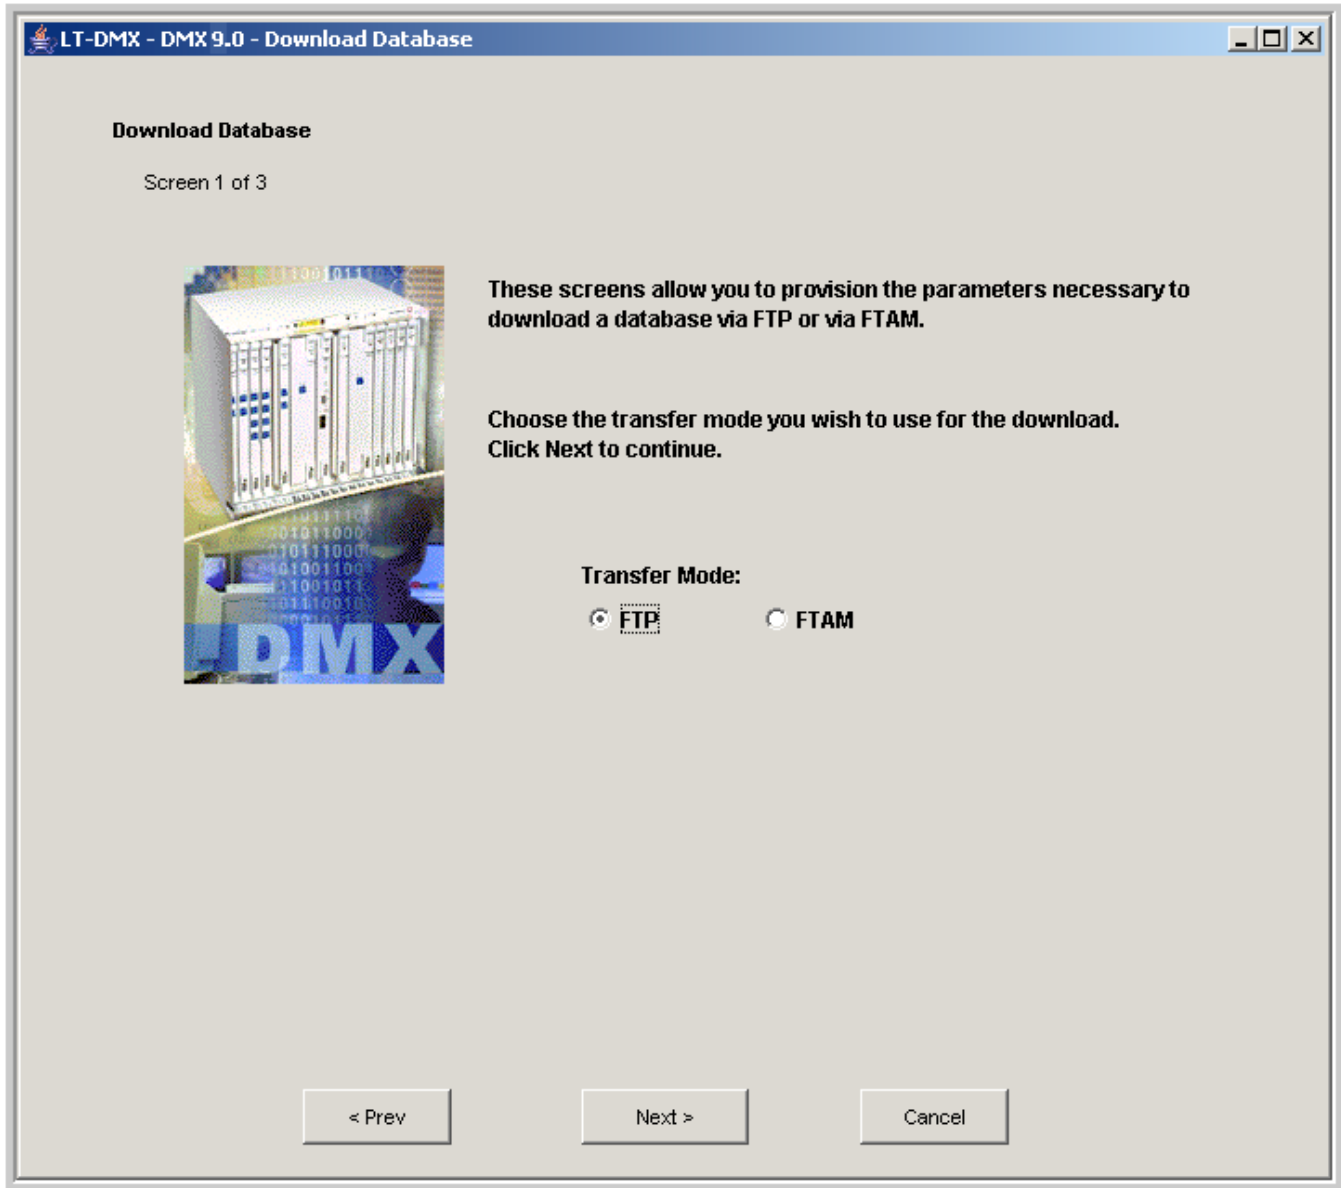 LT-DMX - DMX 9.0 - Download Database
Download Database
Screen 1 of 3
These screens allow you to provision the parameters necessary to
download a database via FTP or via FTAM.
Choose the transfer mode you wish to use for the download.
Click Next to continue.
Transfer Mode:
FTP FTAM
DMX
< Prev Next > Cancel